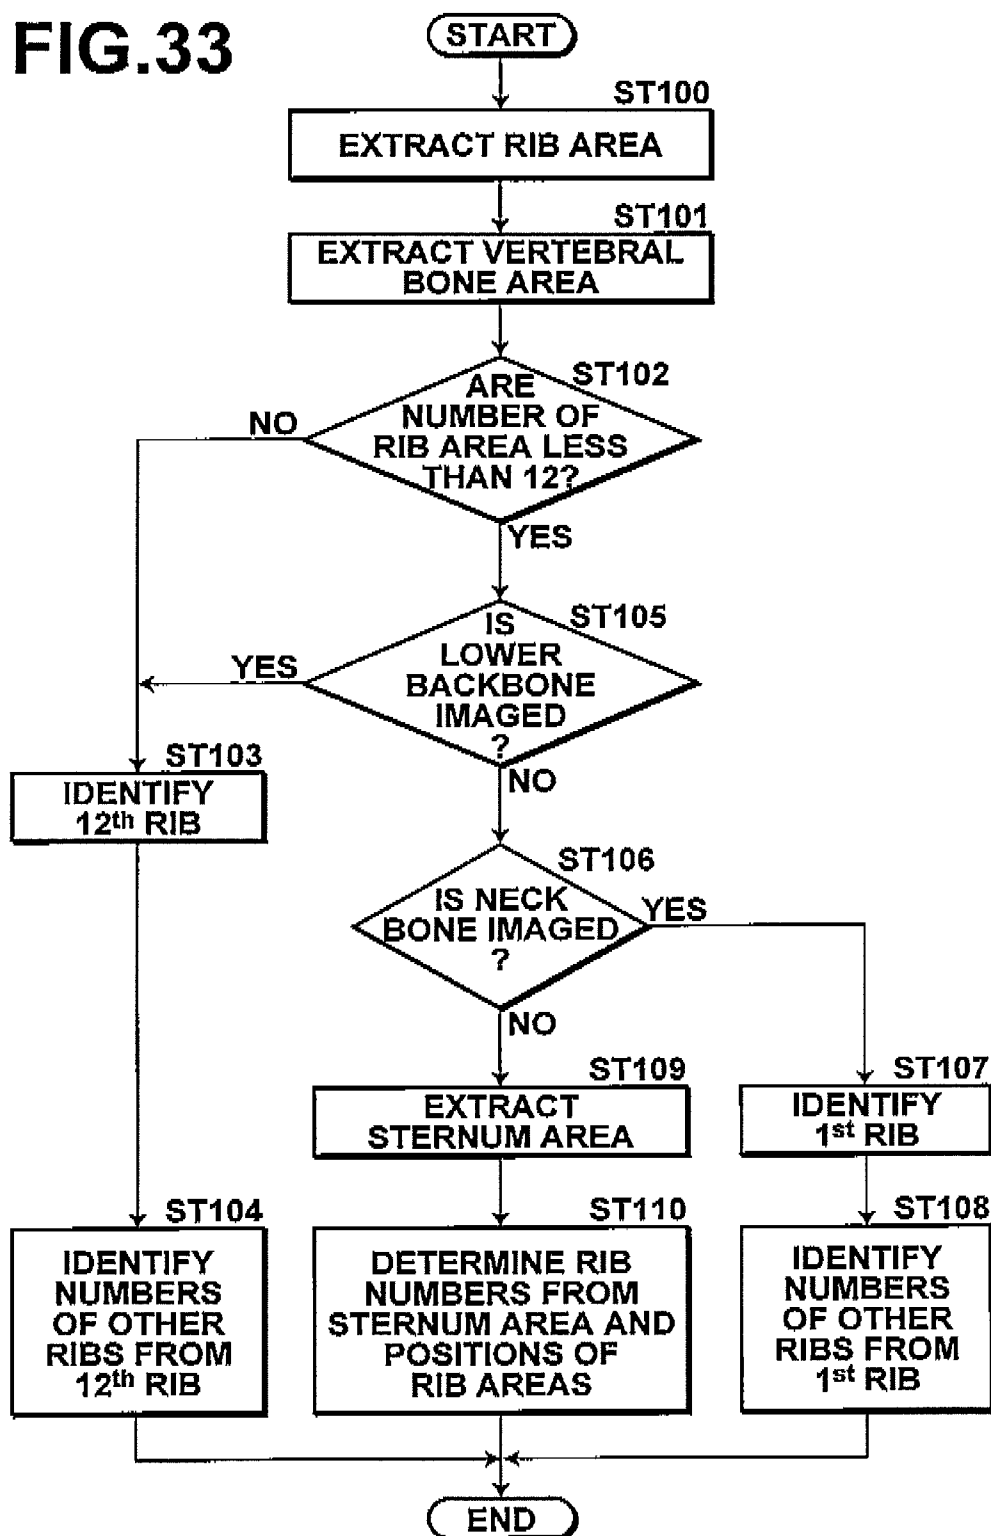 FIG.33
START
ST100
EXTRACT RIB AREA
ST101
EXTRACT VERTEBRAL
BONE AREA
ST102
ARE
NUMBER OF
RIB AREA LESS
THAN 12?
NO
YES
ST105
IS
LOWER
BACKBONE
IMAGED
?
YES
NO
ST103
IDENTIFY
12th RIB
ST106
IS NECK
BONE IMAGED
?
YES
NO
ST109
EXTRACT
STERNUM AREA
ST107
IDENTIFY
1st RIB
ST104
IDENTIFY
NUMBERS
OF OTHER
RIBS FROM
12th RIB
ST110
DETERMINE RIB
NUMBERS FROM
STERNUM AREA AND
POSITIONS OF
RIB AREAS
ST108
IDENTIFY
NUMBERS
OF OTHER
RIBS FROM
1st RIB
END